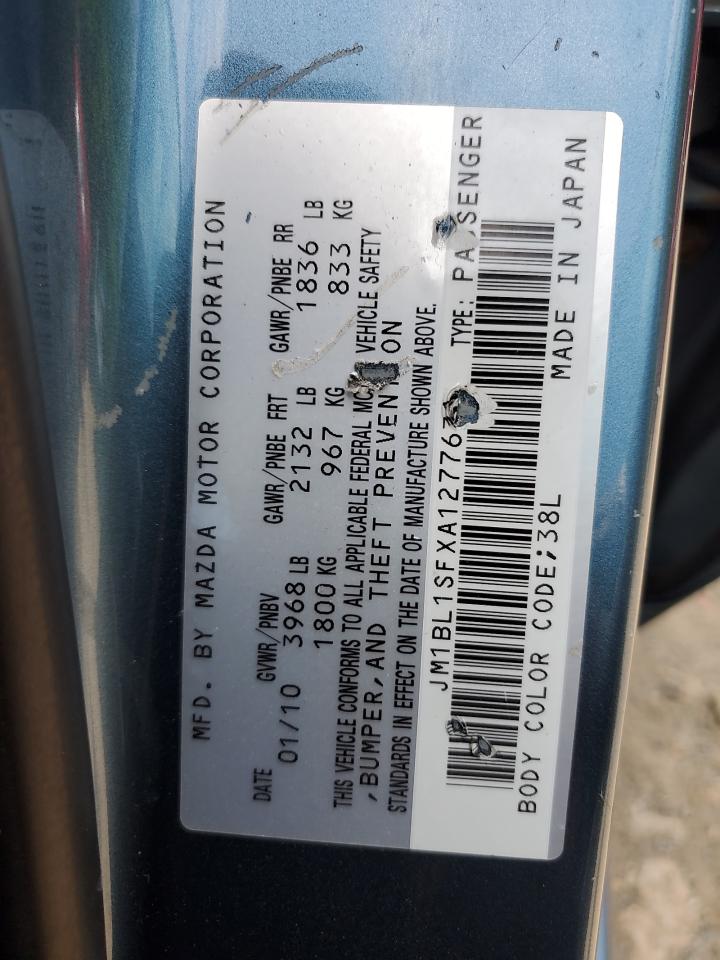 MFD. BY MAZDA MOTOR CORPORATION
DATE GVWR/PNBV GAWR/PNBE FRT GAWR/PNBE RR
01/10 3968 LB 2132 LB 1836 LB
1800 KG 967 KG 833 KG
THIS VEHICLE CONFORMS TO ALL APPLICABLE FEDERAL VEHICLE SAFETY
,BUMPER,AND THEFT PREVENTION
STANDARDS IN EFFECT ON THE DATE OF MANUFACTURE SHOWN ABOVE.
JM1BL1SFXA12776 TYPE: PASSENGER
BODY COLOR CODE;38L MADE IN JAPAN